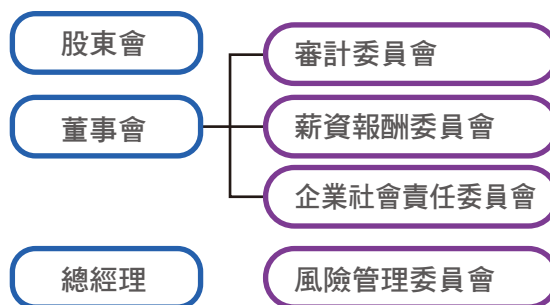 股東會
審計委員會
董事會
薪資報酬委員會
企業社會責任委員會
總經理
風險管理委員會